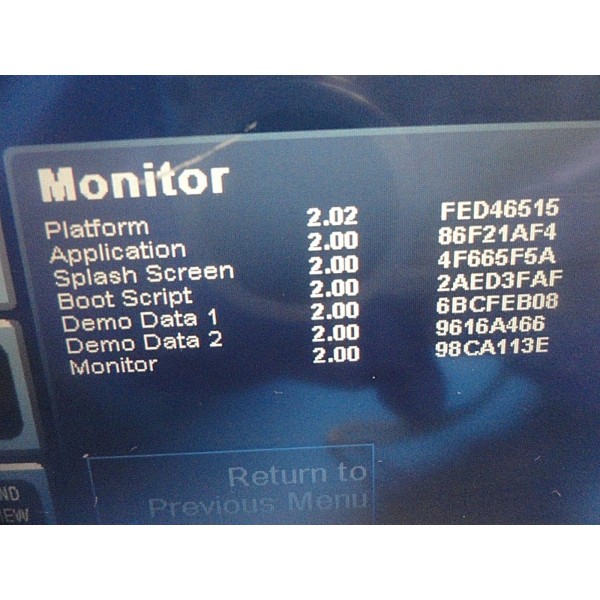 Monitor
Platform 2.02 FED46515
Application 2.00 86F21AF4
Splash Screen 2.00 4F665F5A
Boot Script 2.00 2AED3FAF
Demo Data 1 2.00 6BCFEB08
Demo Data 2 2.00 9616A466
Monitor 2.00 98CA113E
Return to
Previous Menu